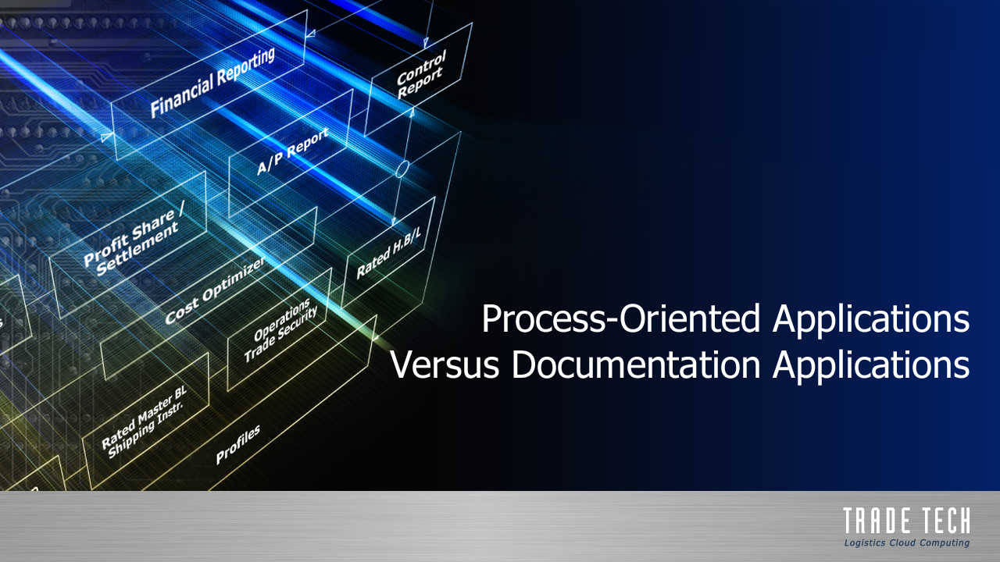 Financial Reporting
Control
Report
A/P Report
Profit Share /
Settlement
Cost Optimizer
Rated H.B/L
Operations
Trade Security
Rated Master BL
Shipping Instr.
Profiles
Process-Oriented Applications
Versus Documentation Applications
TRADE TECH
Logistics Cloud Computing